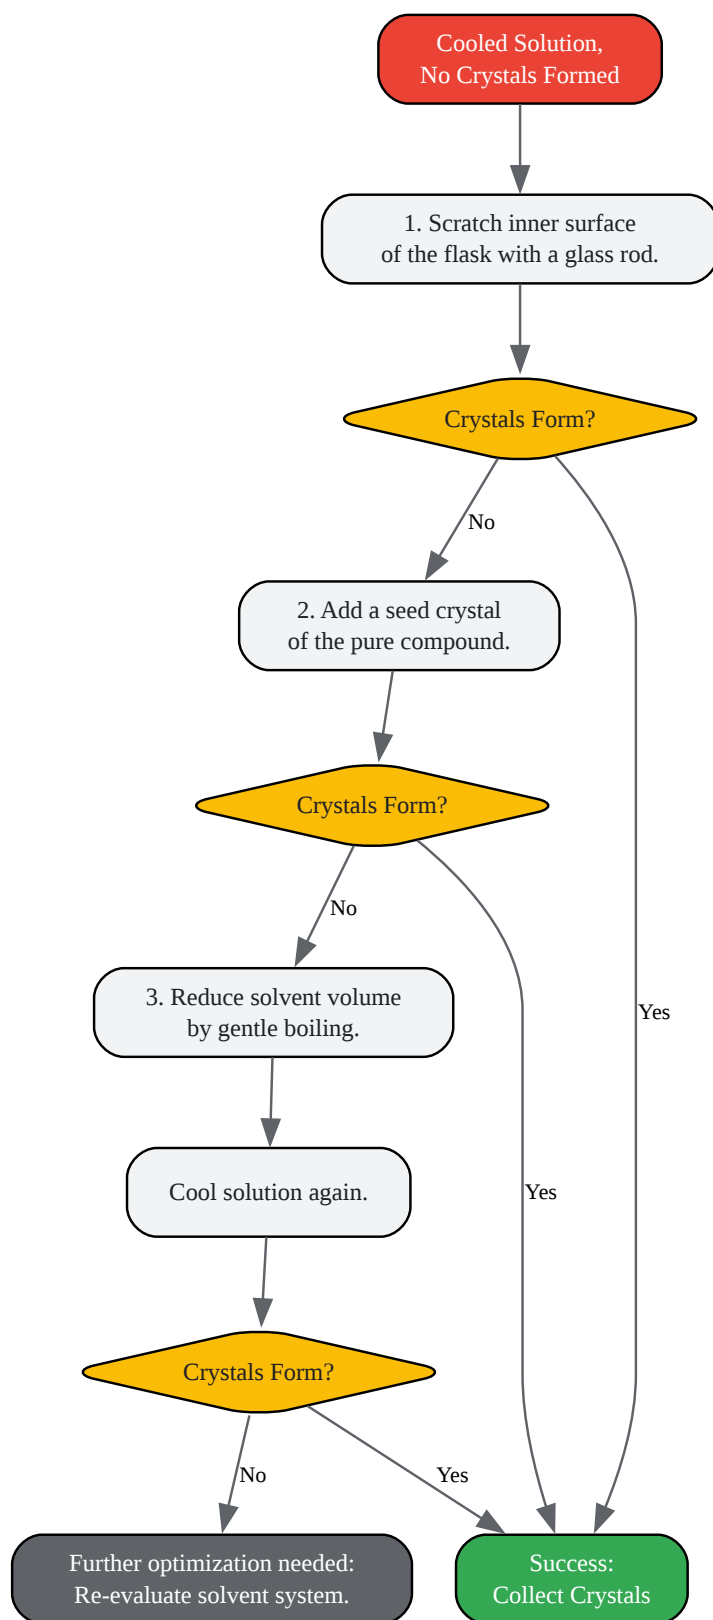 Cooled Solution,
No Crystals Formed
1. Scratch inner surface
of the flask with a glass rod.
Crystals Form?
No
2. Add a seed crystal
of the pure compound.
Crystals Form?
No
3. Reduce solvent volume
by gentle boiling.
Yes
Cool solution again.
Yes
Crystals Form?
No
Yes
Further optimization needed:
Re-evaluate solvent system.
Success:
Collect Crystals